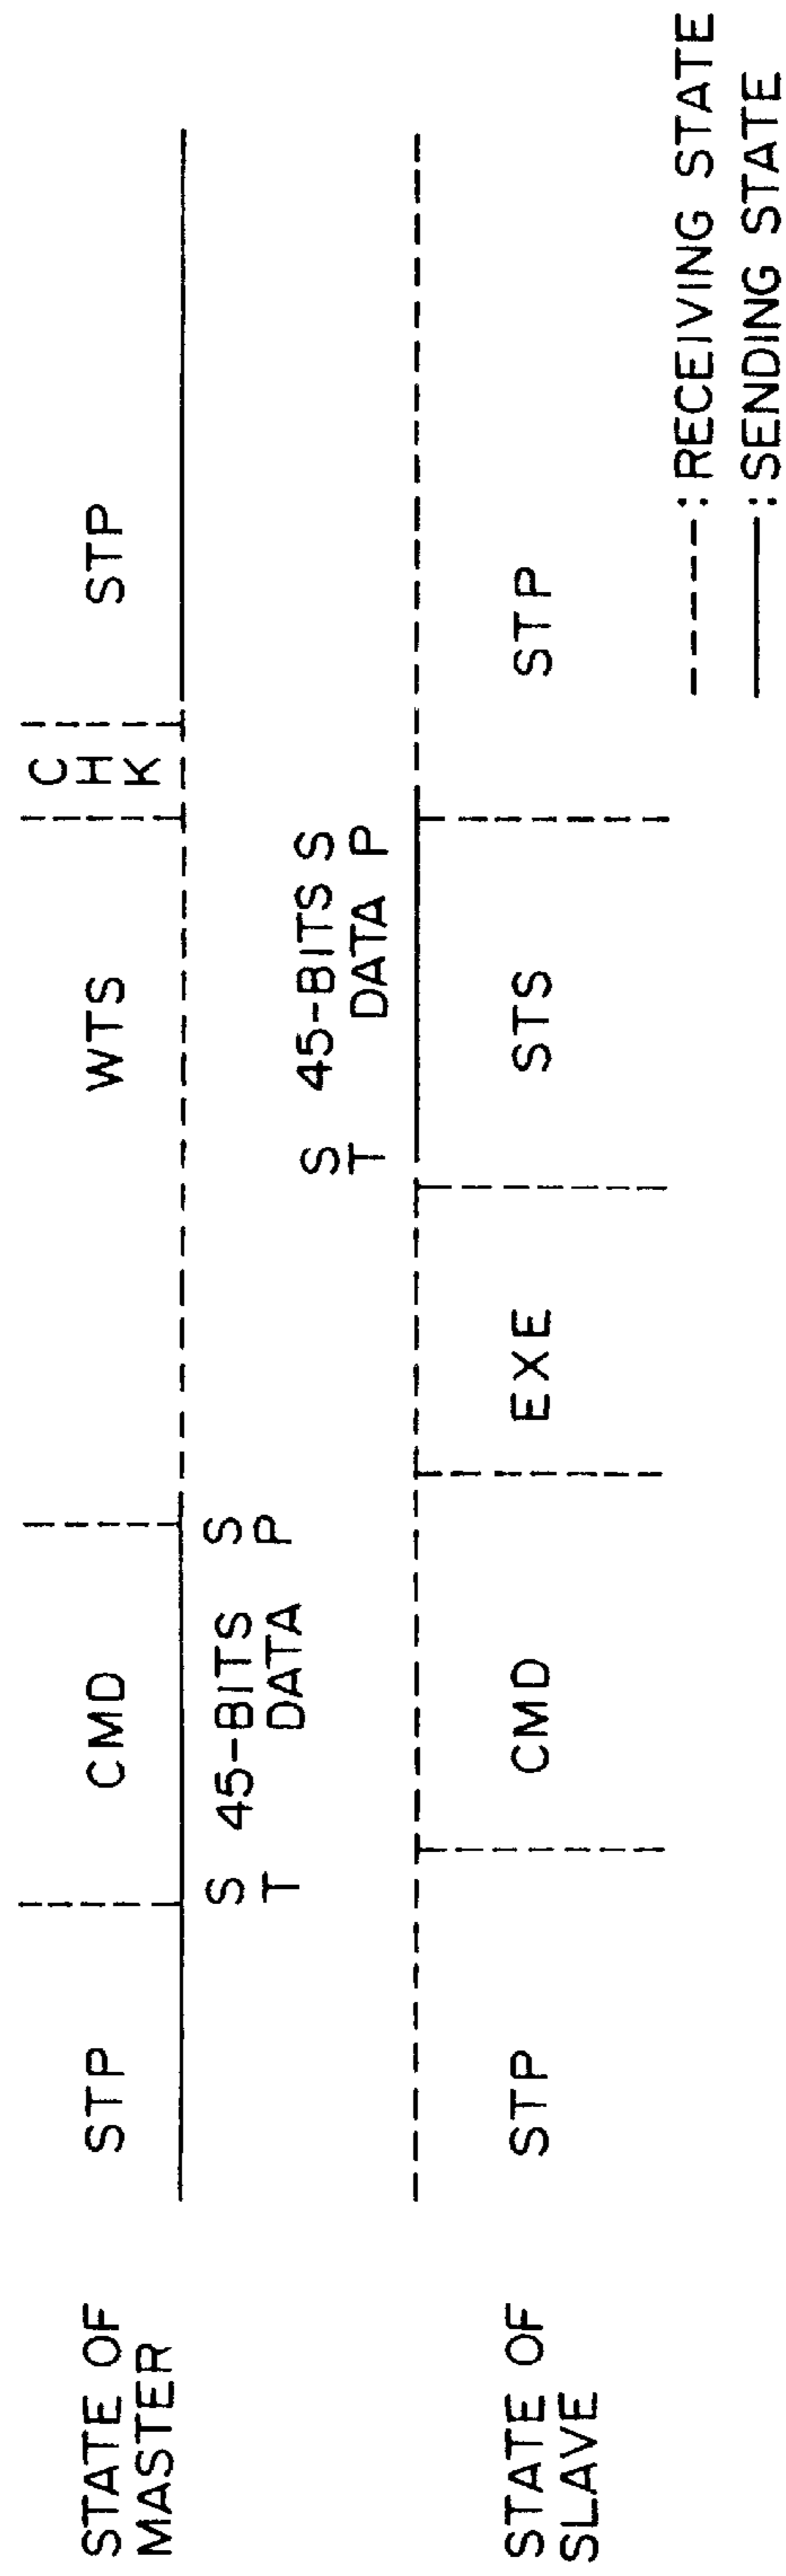 STATE OF
MASTER
STP
CMD
WTS
C
H
K
STP
S
T
45-BITS
DATA
S
P
S
T
45-BITS
DATA
S
P
STATE OF
SLAVE
STP
CMD
EXE
STS
STP
----: RECEIVING STATE
——: SENDING STATE